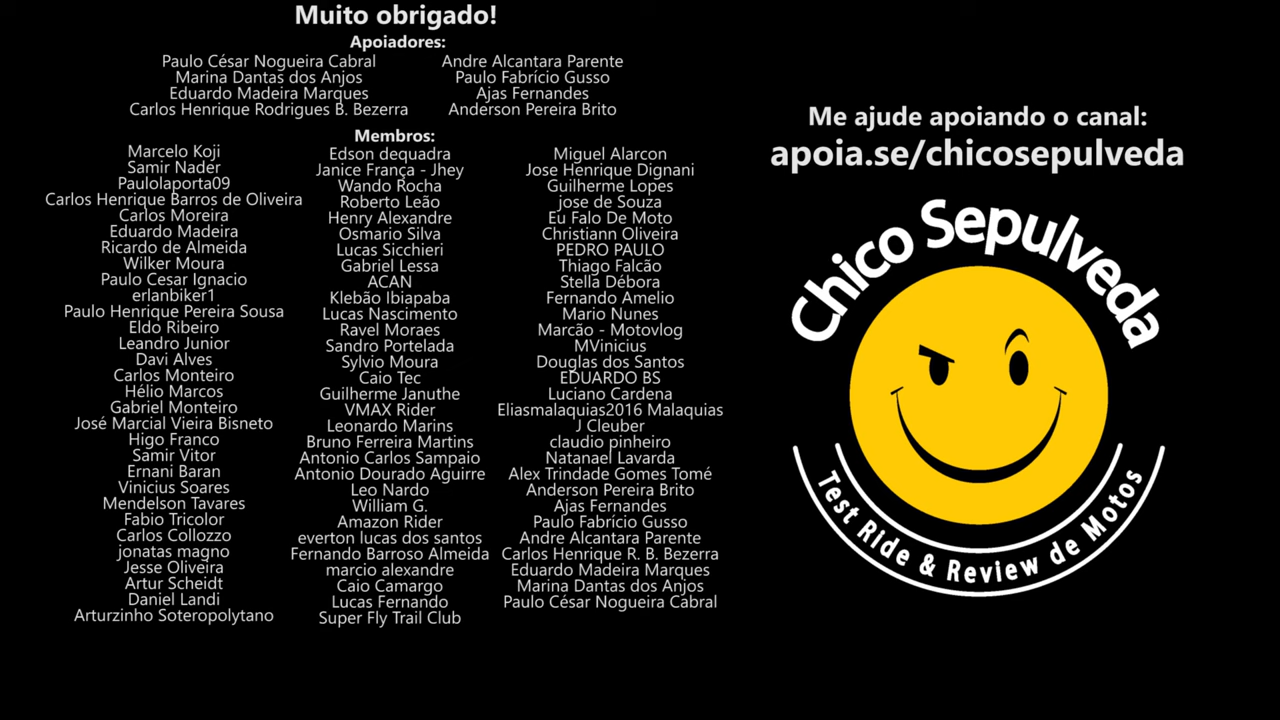 Muito obrigado!
Apoiadores:
Paulo César Nogueira Cabral
Marina Dantas dos Anjos
Eduardo Madeira Marques
Carlos Henrique Rodrigues B. Bezerra
Andre Alcantara Parente
Paulo Fabrício Gusso
Ajas Fernandes
Anderson Pereira Brito
Membros:
Marcelo Koji
Samir Nader
Paulolaporta09
Carlos Henrique Barros de Oliveira
Carlos Moreira
Eduardo Madeira
Ricardo de Almeida
Wilker Moura
Paulo Cesar Ignacio
erlanbiker1
Paulo Henrique Pereira Sousa
Eldo Ribeiro
Leandro Junior
Davi Alves
Carlos Monteiro
Hélio Marcos
Gabriel Monteiro
José Marcial Vieira Bisneto
Higo Franco
Samir Vitor
Ernani Baran
Vinicius Soares
Mendelson Tavares
Fabio Tricolor
Carlos Collozzo
jonatas magno
Jesse Oliveira
Artur Scheidt
Daniel Landi
Arturzinho Soteropolytano
Edson dequadra
Janice França - Jhey
Wando Rocha
Roberto Leão
Henry Alexandre
Osmario Silva
Lucas Sicchieri
Gabriel Lessa
ACAN
Klebão Ibiapaba
Lucas Nascimento
Ravel Moraes
Sandro Portelada
Sylvio Moura
Caio Tec
Guilherme Januthe
VMAX Rider
Leonardo Marins
Bruno Ferreira Martins
Antonio Carlos Sampaio
Antonio Dourado Aguirre
Leo Nardo
William G.
Amazon Rider
everton lucas dos santos
Fernando Barroso Almeida
marcio alexandre
Caio Camargo
Lucas Fernando
Super Fly Trail Club
Miguel Alarcon
Jose Henrique Dignani
Guilherme Lopes
jose de Souza
Eu Falo De Moto
Christiann Oliveira
PEDRO PAULO
Thiago Falcão
Stella Débora
Fernando Amelio
Mario Nunes
Marcão - Motovlog
MVinicius
Douglas dos Santos
EDUARDO BS
Luciano Cardena
Eliasmalaquias2016 Malaquias
J Cleuber
claudio pinheiro
Natanael Lavarda
Alex Trindade Gomes Tomé
Anderson Pereira Brito
Ajas Fernandes
Paulo Fabrício Gusso
Andre Alcantara Parente
Carlos Henrique R. B. Bezerra
Eduardo Madeira Marques
Marina Dantas dos Anjos
Paulo César Nogueira Cabral
Me ajude apoiando o canal:
apoia.se/chicosepulveda
Chico Sepulveda
Test Ride & Review de Motos